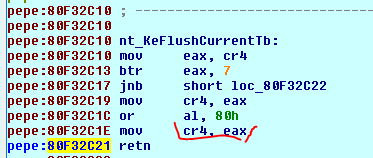 pepe:80F32C10 ; ----------------------------------
pepe:80F32C10
pepe:80F32C10 nt_KeFlushCurrentTb:
pepe:80F32C10 mov eax, cr4
pepe:80F32C13 btr eax, 7
pepe:80F32C17 jnb short loc_80F32C22
pepe:80F32C19 mov cr4, eax
pepe:80F32C1C or al, 80h
pepe:80F32C1E mov cr4, eax
pepe:80F32C21 retn